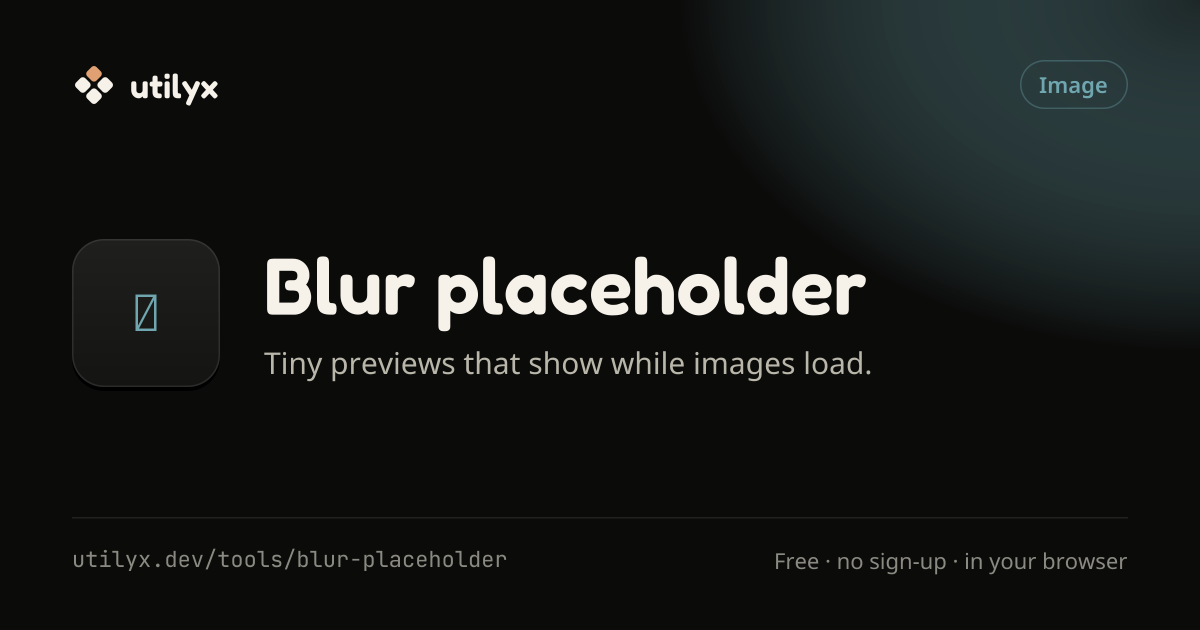 utilyx
Image
Blur placeholder
Tiny previews that show while images load.
utilyx.dev/tools/blur-placeholder
Free · no sign-up · in your browser